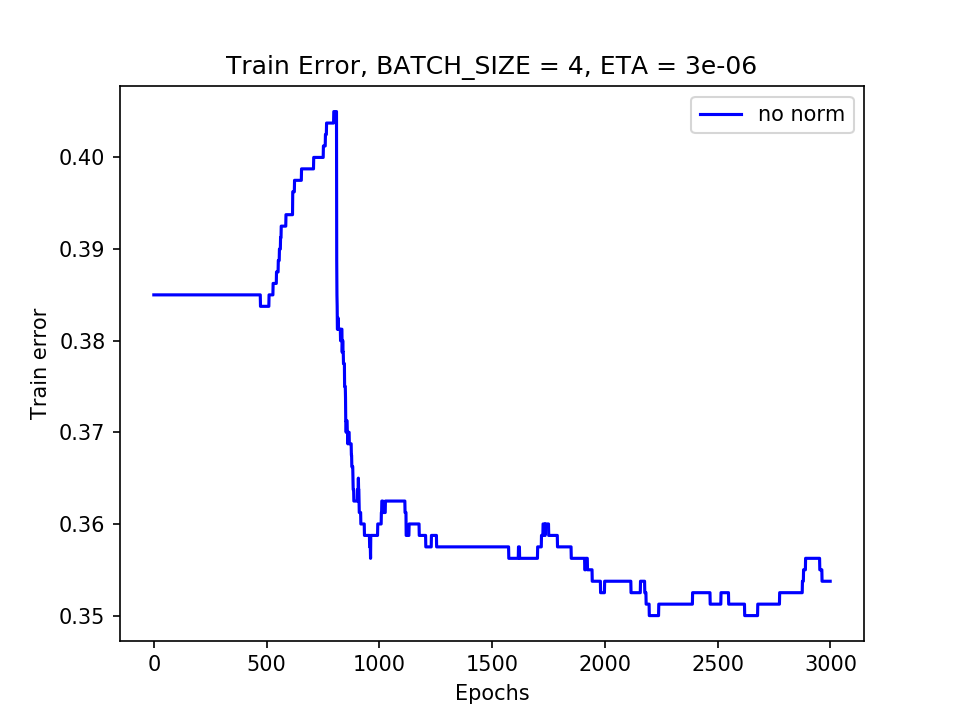 Train Error, BATCH_SIZE = 4, ETA = 3e-06
no norm
0.40
0.39
0.38
0.37
0.36
0.35
Train error
0 500 1000 1500 2000 2500 3000
Epochs